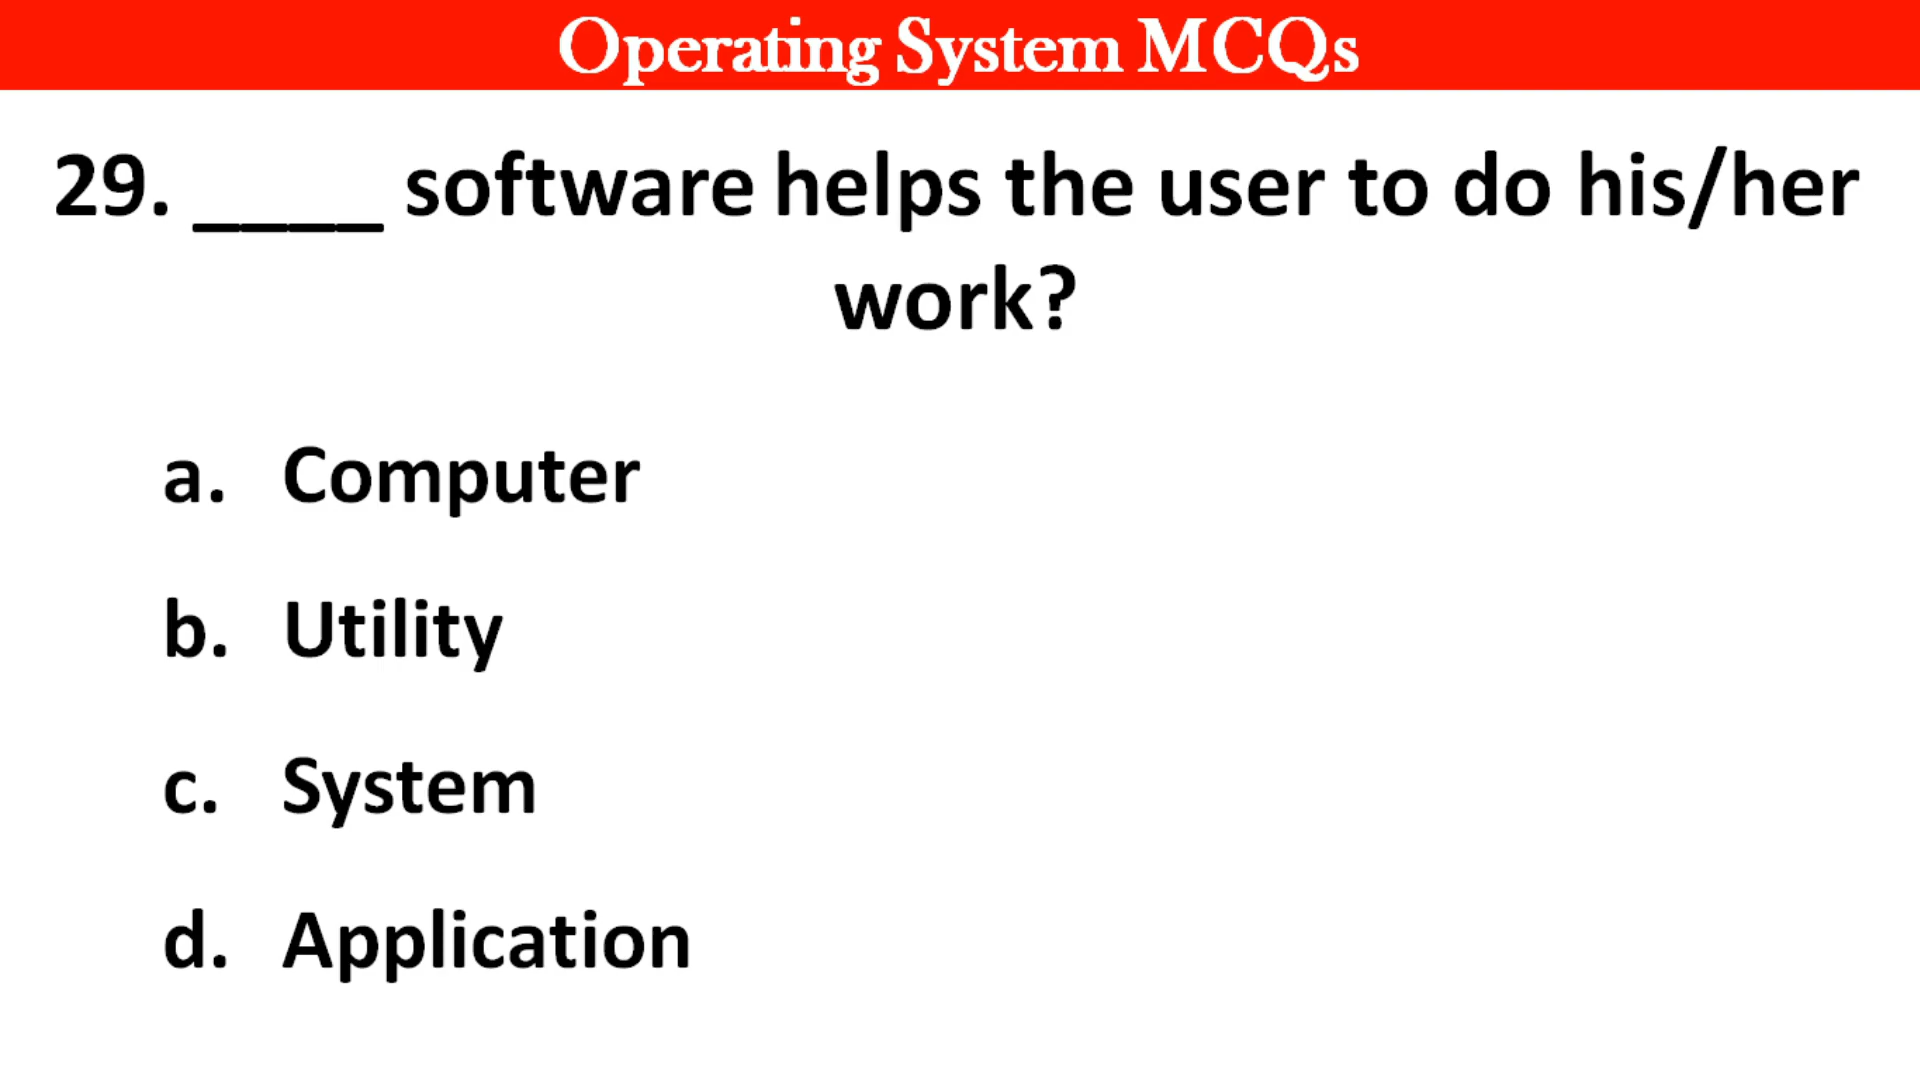 Operating System MCQs
29. ____ software helps the user to do his/her
work?
a. Computer
b. Utility
c. System
d. Application